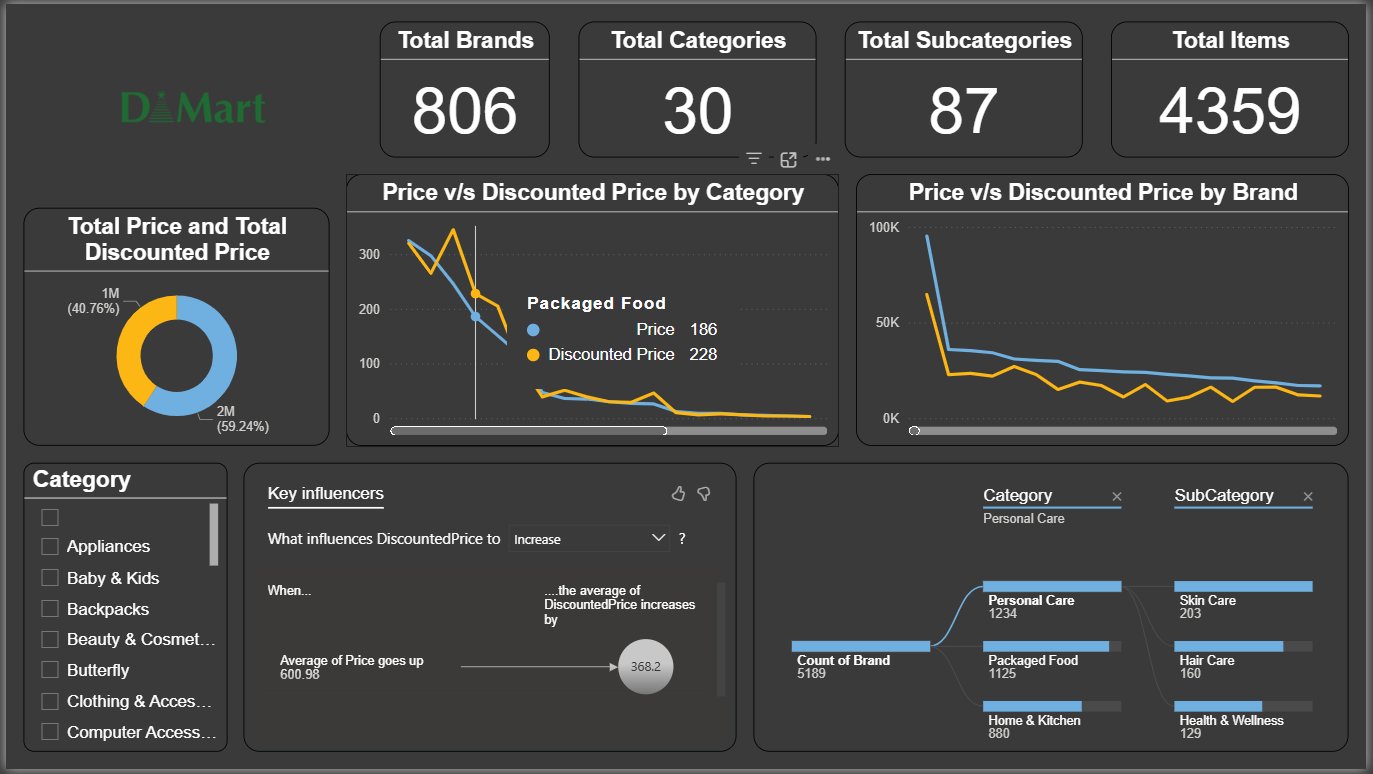 D Mart
Total Brands
806
Total Categories
30
Total Subcategories
87
Total Items
4359
Total Price and Total
Discounted Price
1M
(40.76%)
2M
(59.24%)
Price v/s Discounted Price by Category
300
200
100
0
Packaged Food
Price 186
Discounted Price 228
Price v/s Discounted Price by Brand
100K
50K
0K
Category
Appliances
Baby & Kids
Backpacks
Beauty & Cosmet...
Butterfly
Clothing & Acces...
Computer Access...
Key influencers
What influences DiscountedPrice to Increase ?
When...
....the average of
DiscountedPrice increases
by
Average of Price goes up
600.98
368.2
Category
Personal Care
SubCategory
Count of Brand
5189
Personal Care
1234
Packaged Food
1125
Home & Kitchen
880
Skin Care
203
Hair Care
160
Health & Wellness
129